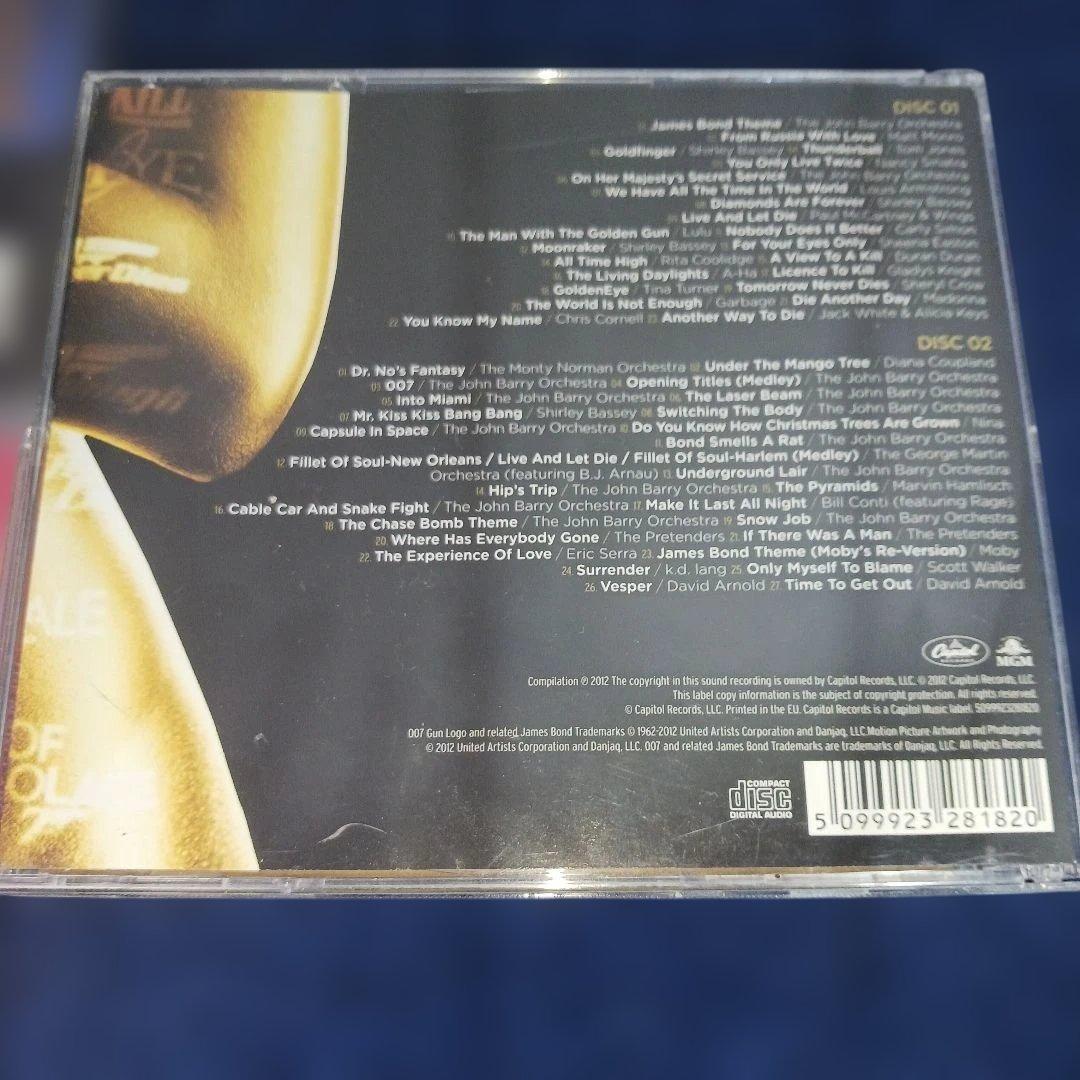 KILL
DISC 01
James Bond Theme / The John Barry Orchestra
From Russia With Love / Matt Monro
Goldfinger / Shirley Bassey Thunderball / Tom Jones
You Only Live Twice / Nancy Sinatra
On Her Majesty's Secret Service / The John Barry Orchestra
We Have All The Time In The World / Louis Armstrong
Diamonds Are Forever / Shirley Bassey
Live And Let Die / Paul McCartney & Wings
10. The Man With The Golden Gun / Lulu 11. Nobody Does It Better / Carly Simon
12. Moonraker / Shirley Bassey 13. For Your Eyes Only / Sheena Easton
14. All Time High / Rita Coolidge 15. A View To A Kill / Duran Duran
16. The Living Daylights / A-Ha 17. Licence To Kill / Gladys Knight
18. GoldenEye / Tina Turner 19. Tomorrow Never Dies / Sheryl Crow
20. The World Is Not Enough / Garbage 21. Die Another Day / Madonna
22. You Know My Name / Chris Cornell 23. Another Way To Die / Jack White & Alicia Keys
DISC 02
01. Dr. No's Fantasy / The Monty Norman Orchestra 02. Under The Mango Tree / Diana Coupland
03. 007 / The John Barry Orchestra 04. Opening Titles (Medley) / The John Barry Orchestra
05. Into Miami / The John Barry Orchestra 06. The Laser Beam / The John Barry Orchestra
07. Mr. Kiss Kiss Bang Bang / Shirley Bassey 08. Switching The Body / The John Barry Orchestra
09. Capsule In Space / The John Barry Orchestra 10. Do You Know How Christmas Trees Are Grown / Nina
11. Bond Smells A Rat / The John Barry Orchestra
12. Fillet Of Soul-New Orleans / Live And Let Die / Fillet Of Soul-Harlem (Medley) / The George Martin
Orchestra (featuring B.J. Arnau) 13. Underground Lair / The John Barry Orchestra
14. Hip's Trip / The John Barry Orchestra 15. The Pyramids / Marvin Hamlisch
16. Cable Car And Snake Fight / The John Barry Orchestra 17. Make It Last All Night / Bill Conti (featuring Rage)
18. The Chase Bomb Theme / The John Barry Orchestra 19. Snow Job / The John Barry Orchestra
20. Where Has Everybody Gone / The Pretenders 21. If There Was A Man / The Pretenders
22. The Experience Of Love / Eric Serra 23. James Bond Theme (Moby's Re-Version) / Moby
24. Surrender / k.d. lang 25. Only Myself To Blame / Scott Walker
26. Vesper / David Arnold 27. Time To Get Out / David Arnold
ALE
OF
Capitol
RECORDS
MGM
Compilation ℗ 2012 The copyright in this sound recording is owned by Capitol Records, LLC. © 2012 Capitol Records, LLC.
This label copy information is the subject of copyright protection. All rights reserved.
© Capitol Records, LLC. Printed in the EU. Capitol Records is a Capitol Music label. 5099923281820
007 Gun Logo and related James Bond Trademarks © 1962-2012 United Artists Corporation and Danjaq, LLC.Motion Picture Artwork and Photography
© 2012 United Artists Corporation and Danjaq, LLC. 007 and related James Bond Trademarks are trademarks of Danjaq, LLC. All Rights Reserved.
COMPACT
disc
DIGITAL AUDIO
5 099923 281820